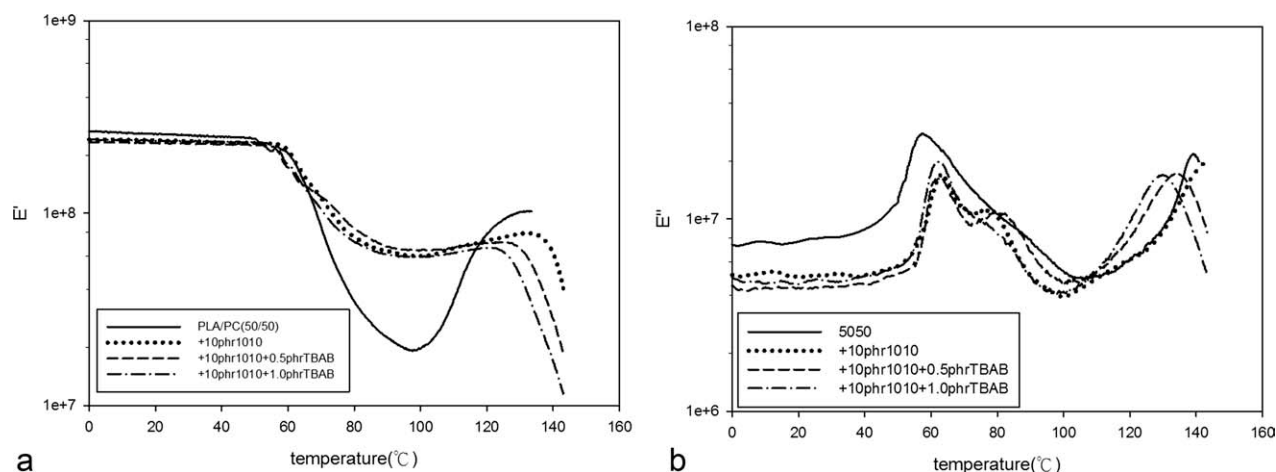 1e+9
1e+8
1e+7
E'
0 20 40 60 80 100 120 140 160
temperature(℃)
PLA/PC(50/50)
+10phr1010
+10phr1010+0.5phrTBAB
+10phr1010+1.0phrTBAB
a
1e+8
1e+7
1e+6
E"
0 20 40 60 80 100 120 140 160
temperature(℃)
5050
+10phr1010
+10phr1010+0.5phrTBAB
+10phr1010+1.0phrTBAB
b